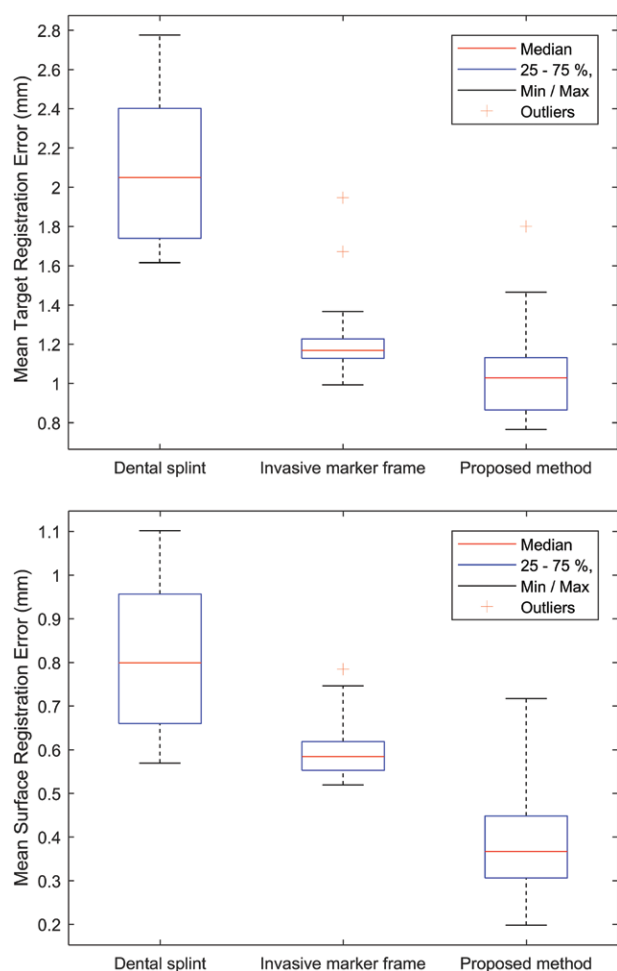 Mean Target Registration Error (mm)
2.8
2.6
2.4
2.2
2
1.8
1.6
1.4
1.2
1
0.8
Median
25 - 75 %,
Min / Max
Outliers
Dental splint Invasive marker frame Proposed method
Mean Surface Registration Error (mm)
1.1
1
0.9
0.8
0.7
0.6
0.5
0.4
0.3
0.2
Median
25 - 75 %,
Min / Max
Outliers
Dental splint Invasive marker frame Proposed method